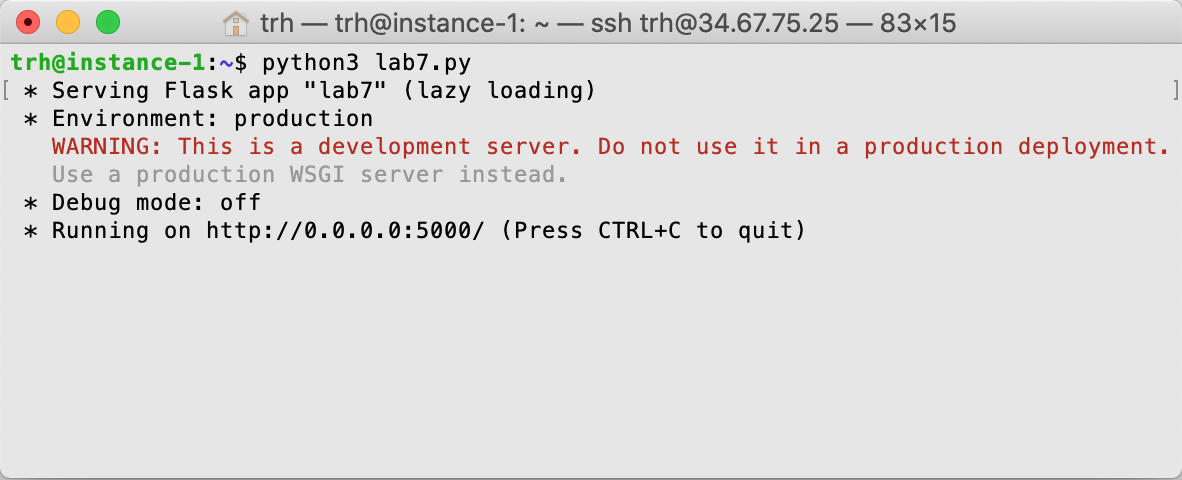 trh — trh@instance-1: ~ — ssh trh@34.67.75.25 — 83×15
trh@instance-1:~$ python3 lab7.py
[ * Serving Flask app "lab7" (lazy loading) ]
* Environment: production
WARNING: This is a development server. Do not use it in a production deployment.
Use a production WSGI server instead.
* Debug mode: off
* Running on http://0.0.0.0:5000/ (Press CTRL+C to quit)